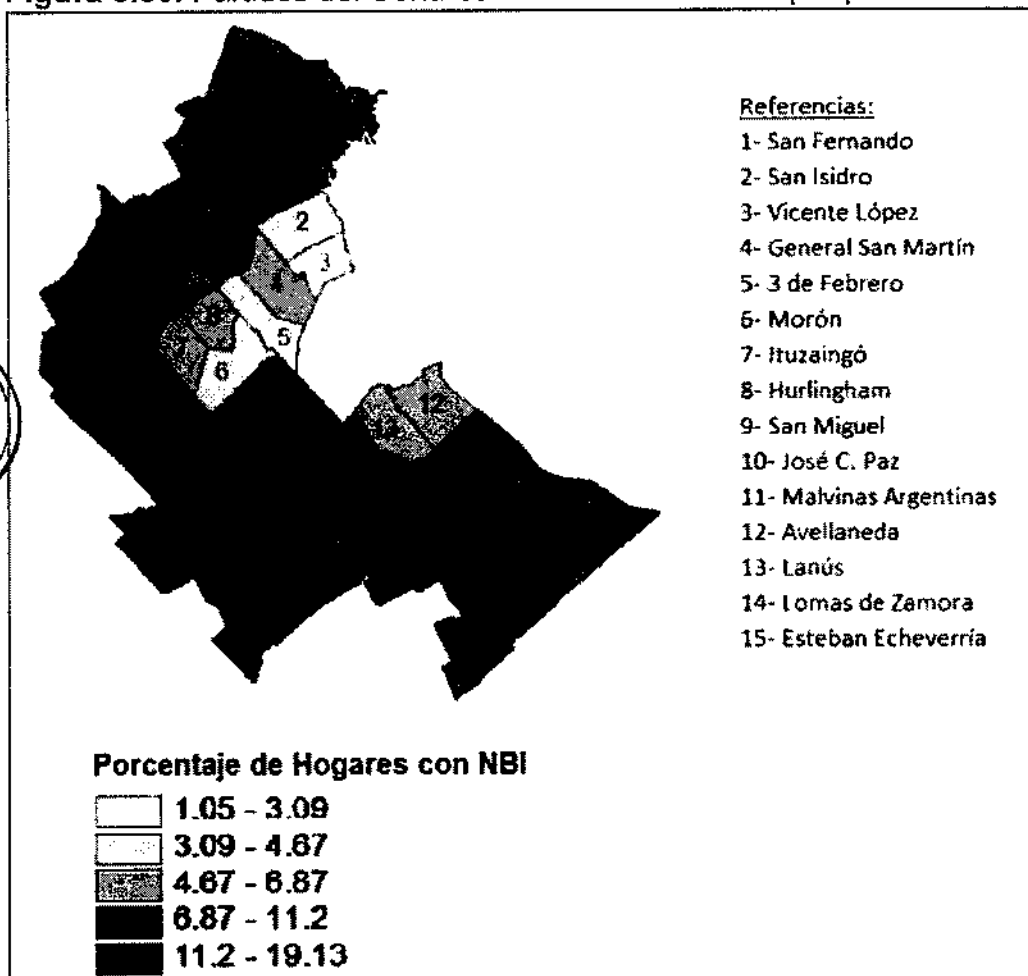 Referencias:
1- San Fernando
2- San Isidro
3- Vicente López
4- General San Martín
5- 3 de Febrero
6- Morón
7- Ituzaingó
8- Hurlingham
9- San Miguel
10- José C. Paz
11- Malvinas Argentinas
12- Avellaneda
13- Lanús
14- Lomas de Zamora
15- Esteban Echeverría
2
3
4
5
8
7
6
12
13
Porcentaje de Hogares con NBI
1.05 - 3.09
3.09 - 4.67
4.67 - 6.87
6.87 - 11.2
11.2 - 19.13